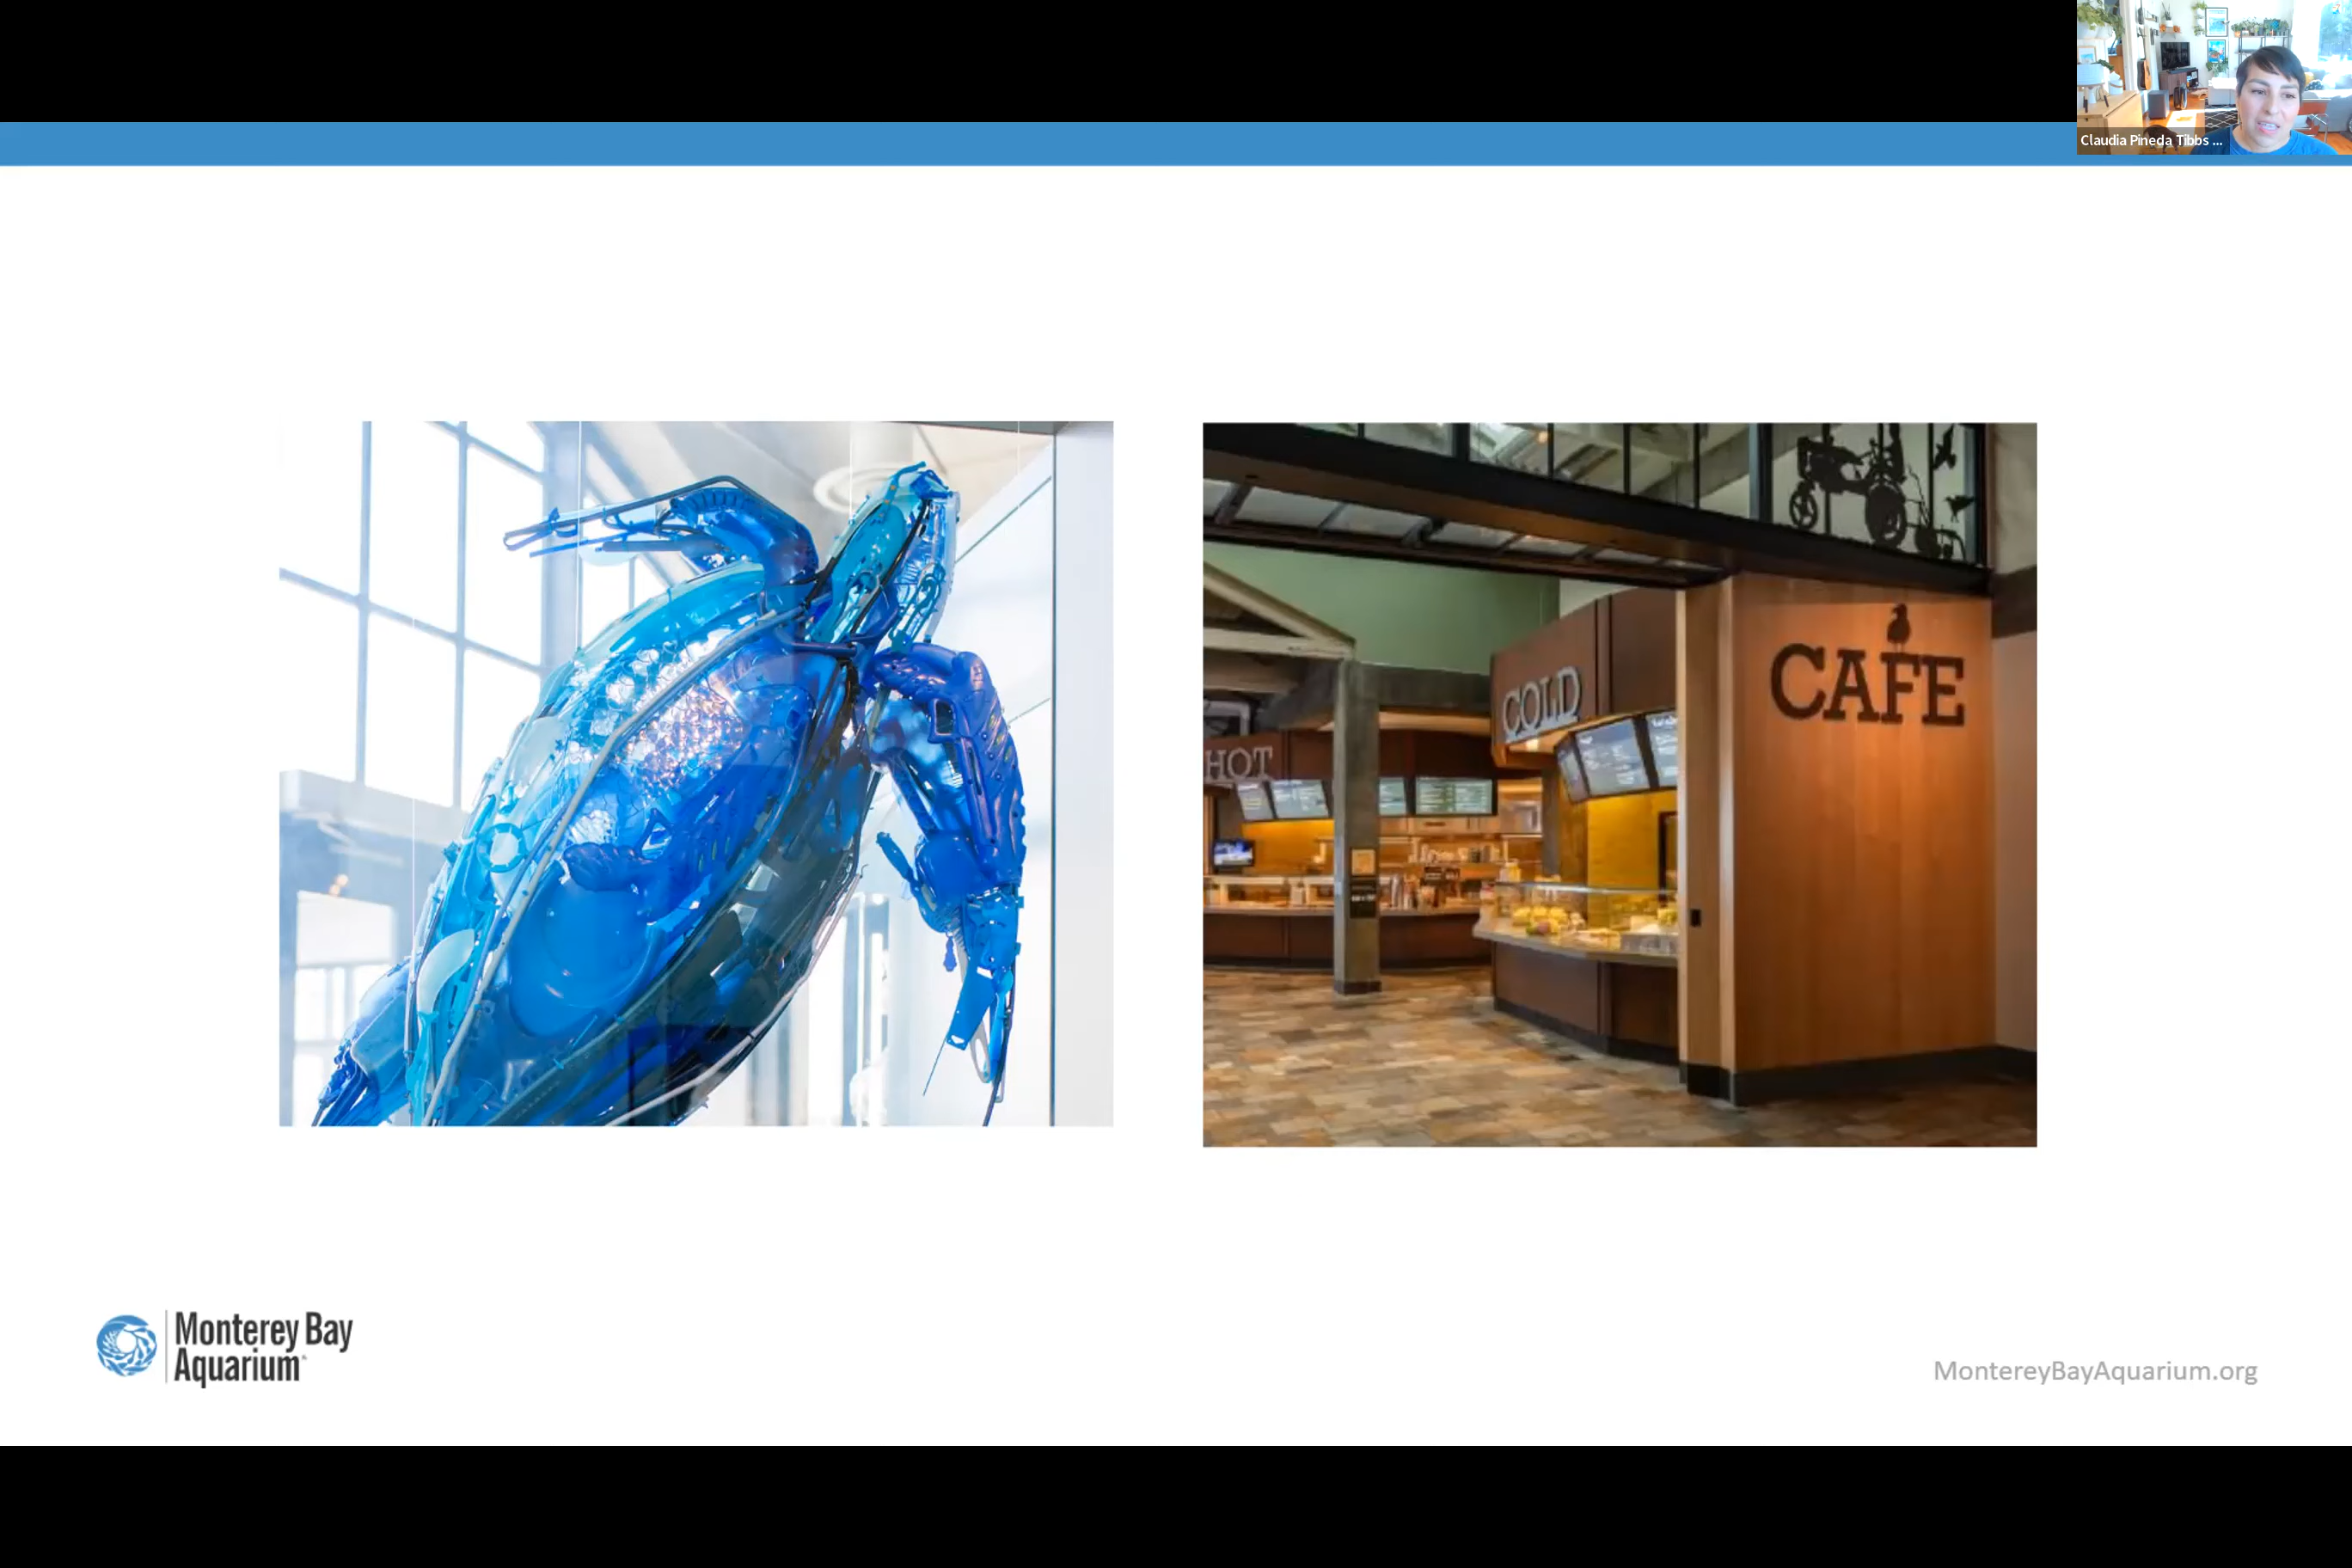 Claudia Pineda Tibbs ...
HOT
COLD
CAFE
Monterey Bay
Aquarium
MontereyBayAquarium.org